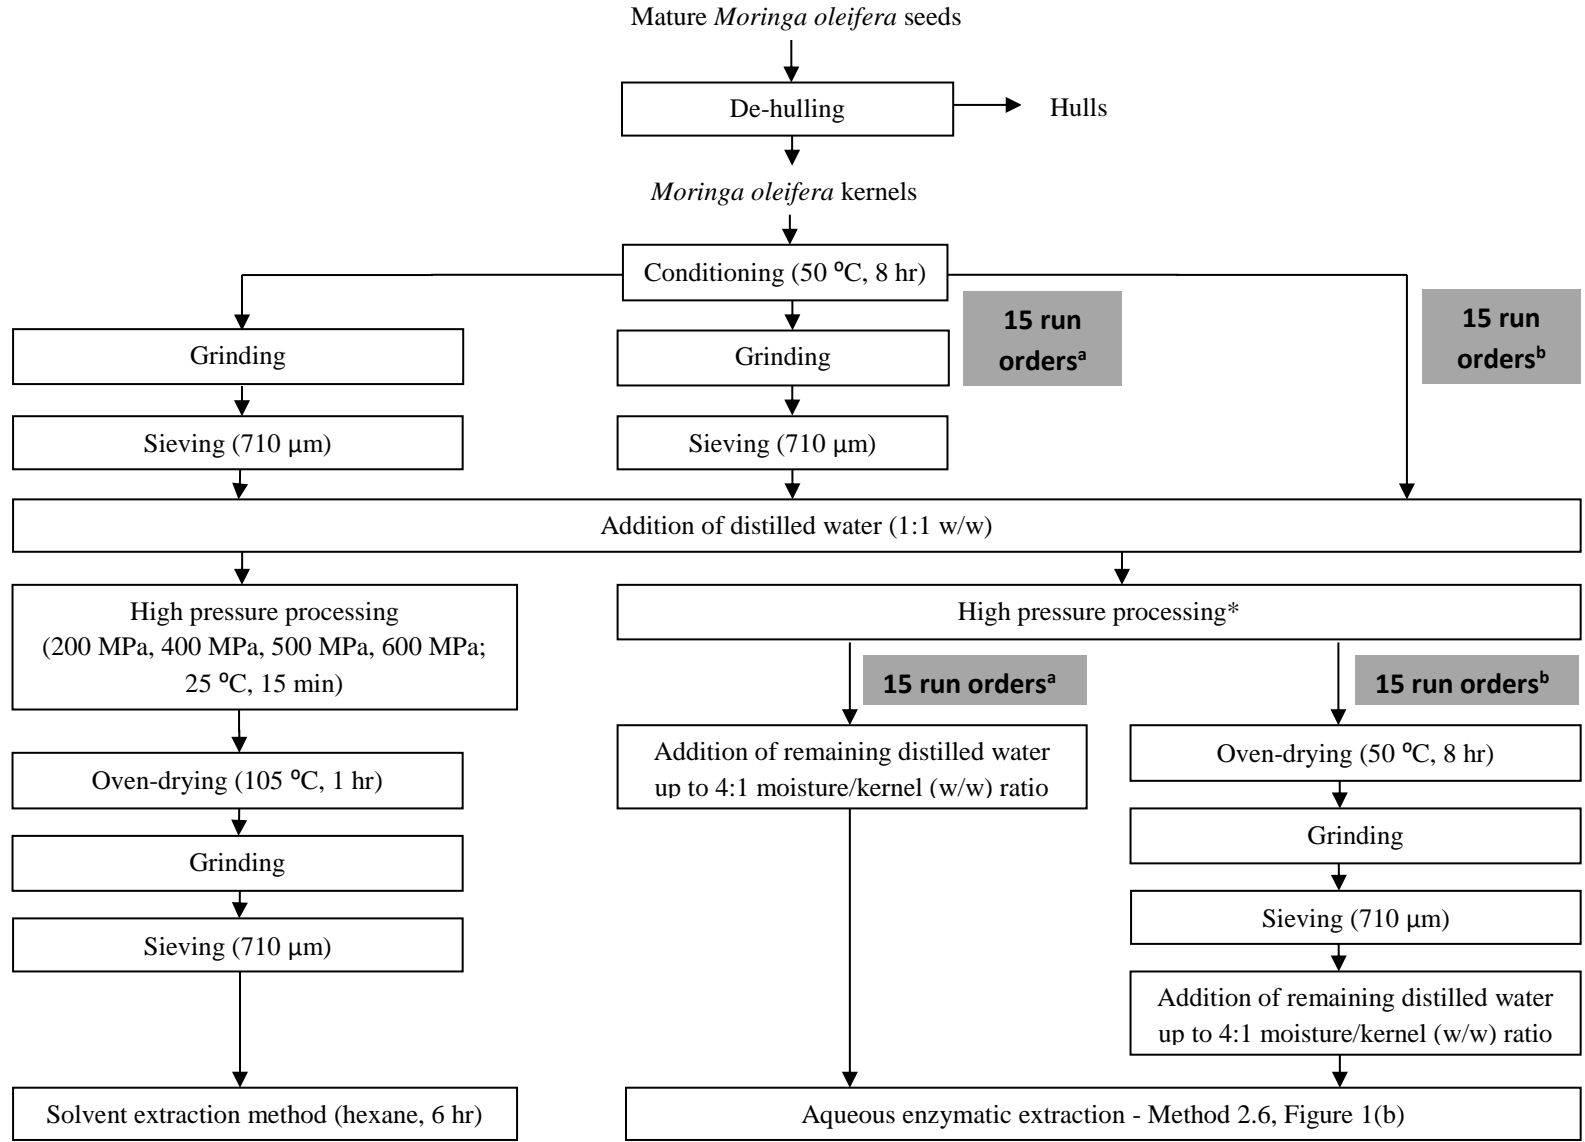 Mature Moringa oleifera seeds
De-hulling
Hulls
Moringa oleifera kernels
Conditioning (50 ⁰C, 8 hr)
15 run
orders^a
15 run
orders^b
Grinding
Grinding
Sieving (710 μm)
Sieving (710 μm)
Addition of distilled water (1:1 w/w)
High pressure processing
(200 MPa, 400 MPa, 500 MPa, 600 MPa;
25 ⁰C, 15 min)
High pressure processing*
15 run orders^a
15 run orders^b
Addition of remaining distilled water
up to 4:1 moisture/kernel (w/w) ratio
Oven-drying (50 ⁰C, 8 hr)
Oven-drying (105 ⁰C, 1 hr)
Grinding
Grinding
Sieving (710 μm)
Sieving (710 μm)
Addition of remaining distilled water
up to 4:1 moisture/kernel (w/w) ratio
Solvent extraction method (hexane, 6 hr)
Aqueous enzymatic extraction - Method 2.6, Figure 1(b)